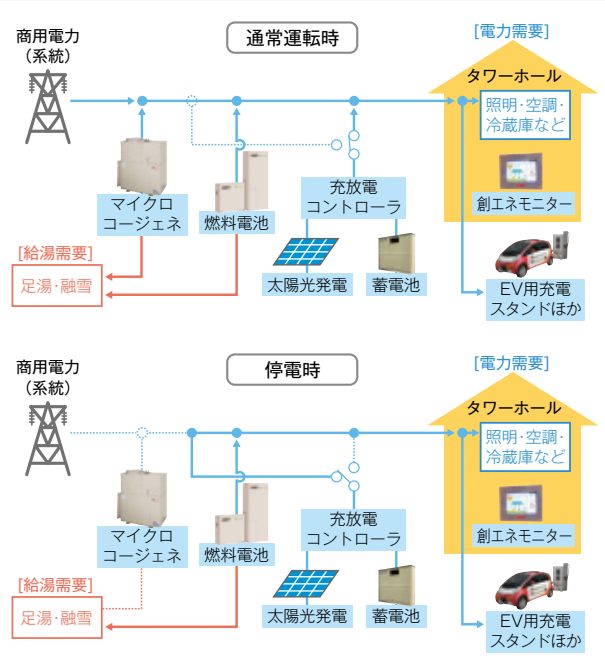 通常運転時
商用電力
（系統）
[電力需要]
タワーホール
照明・空調・
冷蔵庫など
マイクロ
コージェネ
燃料電池
充放電
コントローラ
創エネモニター
[給湯需要]
足湯・融雪
太陽光発電
蓄電池
EV用充電
スタンドほか
停電時
商用電力
（系統）
[電力需要]
タワーホール
照明・空調・
冷蔵庫など
マイクロ
コージェネ
燃料電池
充放電
コントローラ
創エネモニター
[給湯需要]
足湯・融雪
太陽光発電
蓄電池
EV用充電
スタンドほか